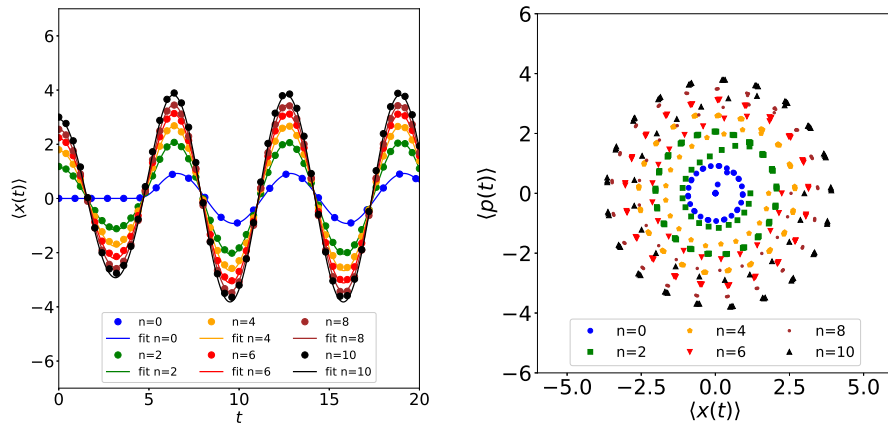 6
4
2
0
−2
−4
−6
⟨x(t)⟩
0
5
10
15
20
t
n=0
fit n=0
n=2
fit n=2
n=4
fit n=4
n=6
fit n=6
n=8
fit n=8
n=10
fit n=10
6
4
2
0
−2
−4
−6
⟨p(t)⟩
−5.0
−2.5
0.0
2.5
5.0
⟨x(t)⟩
n=0
n=2
n=4
n=6
n=8
n=10